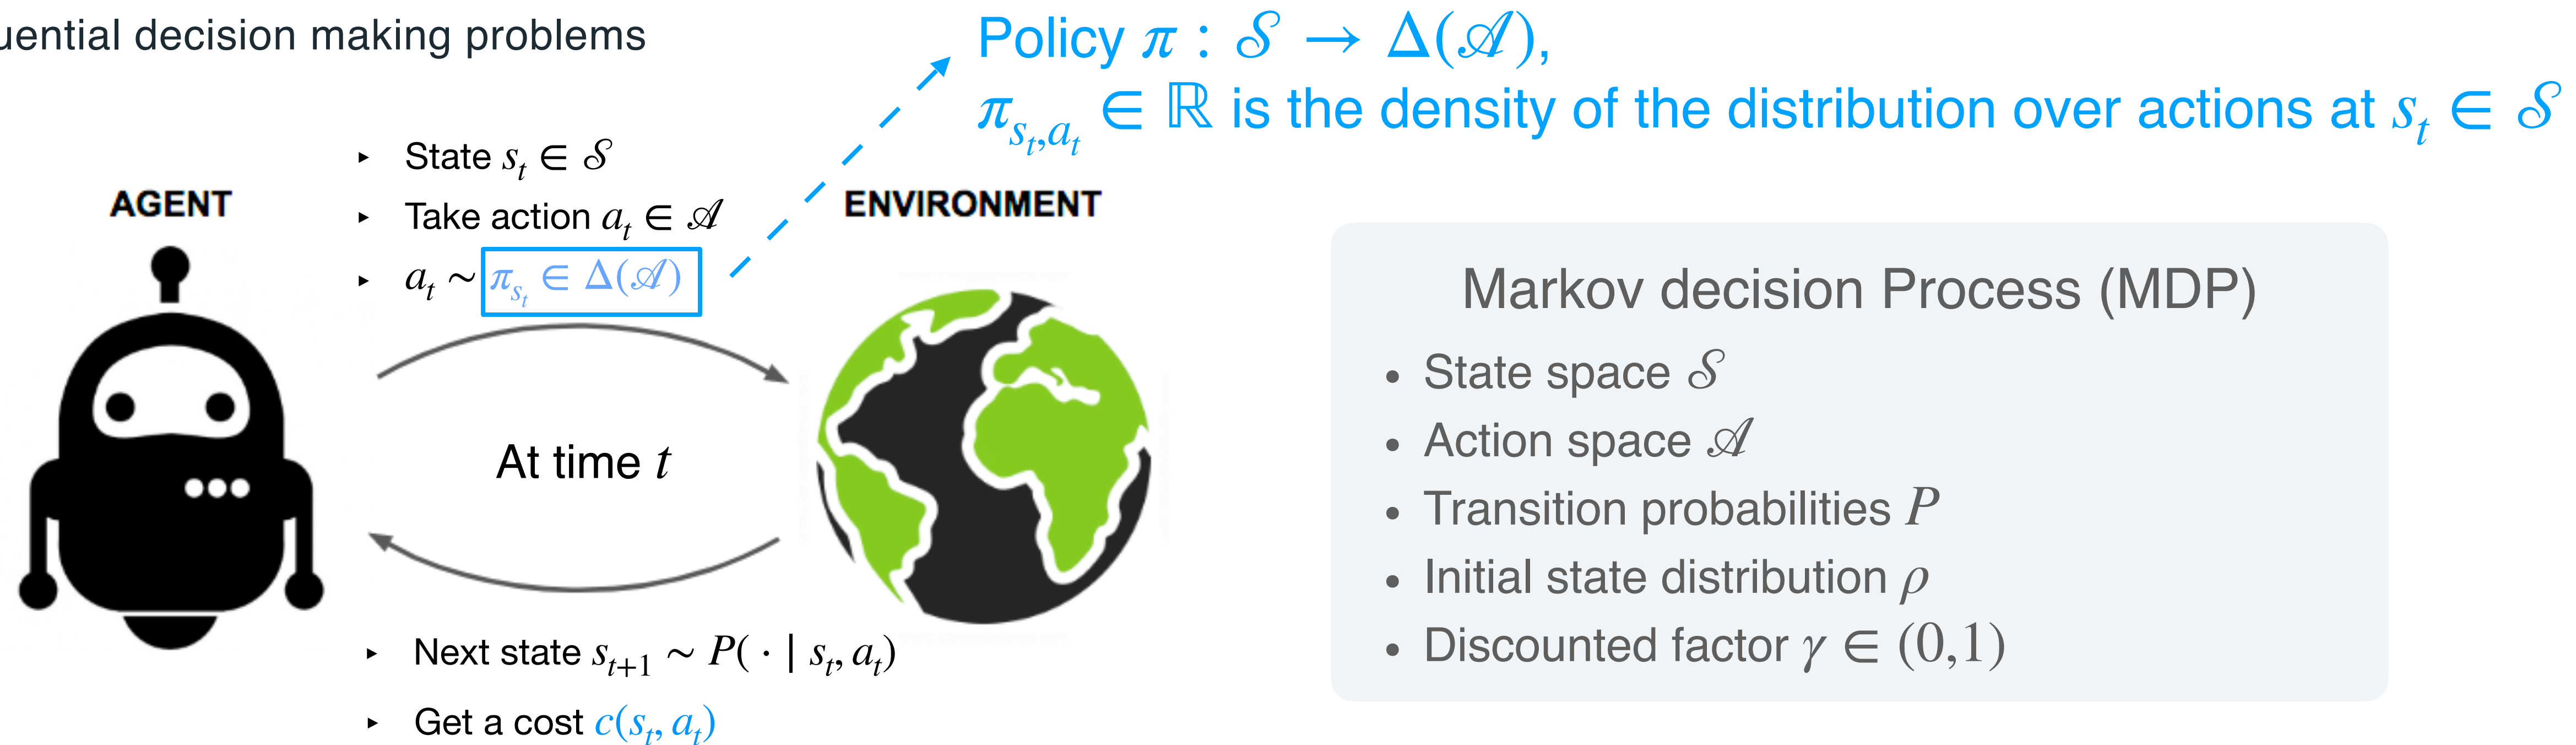 uential decision making problems
Policy π : 𝒮 → Δ(𝒜),
π_{s_t,a_t} ∈ ℝ is the density of the distribution over actions at s_t ∈ 𝒮
▸ State s_t ∈ 𝒮
▸ Take action a_t ∈ 𝒜
▸ a_t ∼ π_{s_t} ∈ Δ(𝒜)
AGENT
ENVIRONMENT
At time t
▸ Next state s_{t+1} ∼ P( · | s_t, a_t)
▸ Get a cost c(s_t, a_t)
Markov decision Process (MDP)
• State space 𝒮
• Action space 𝒜
• Transition probabilities P
• Initial state distribution ρ
• Discounted factor γ ∈ (0,1)